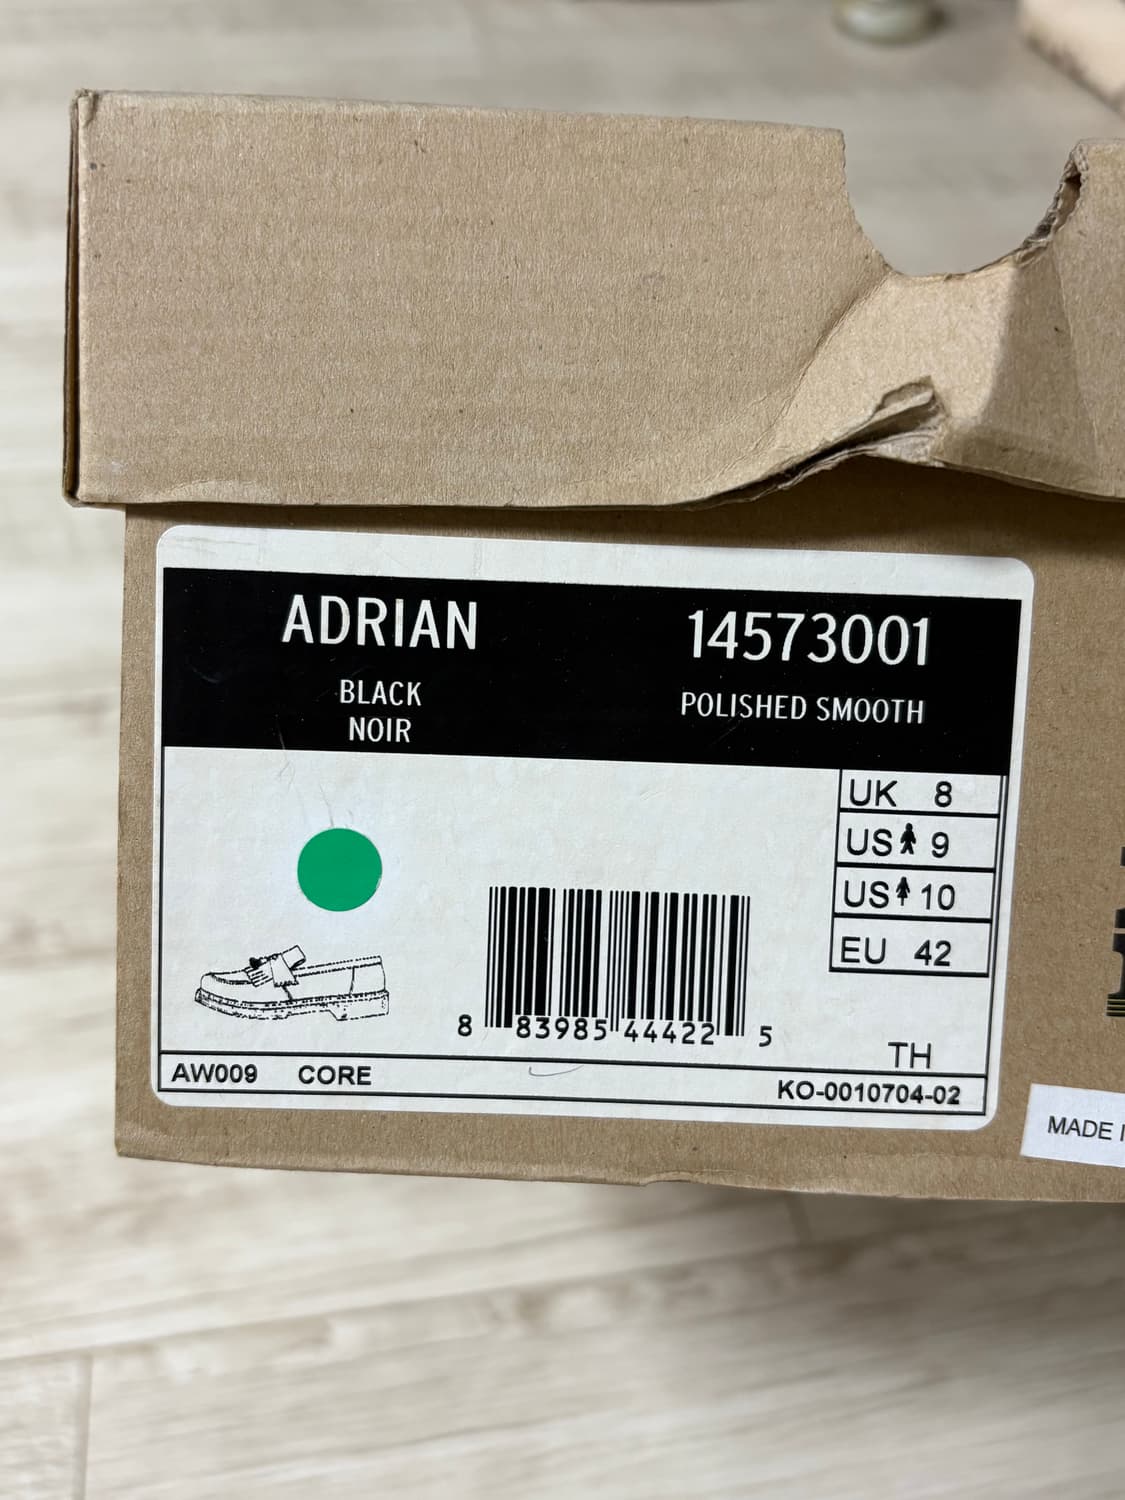 ADRIAN
14573001
BLACK
NOIR
POLISHED SMOOTH
UK 8
US 9
US 10
EU 42
8 83985 44422 5
TH
AW009 CORE
KO-0010704-02
MADE